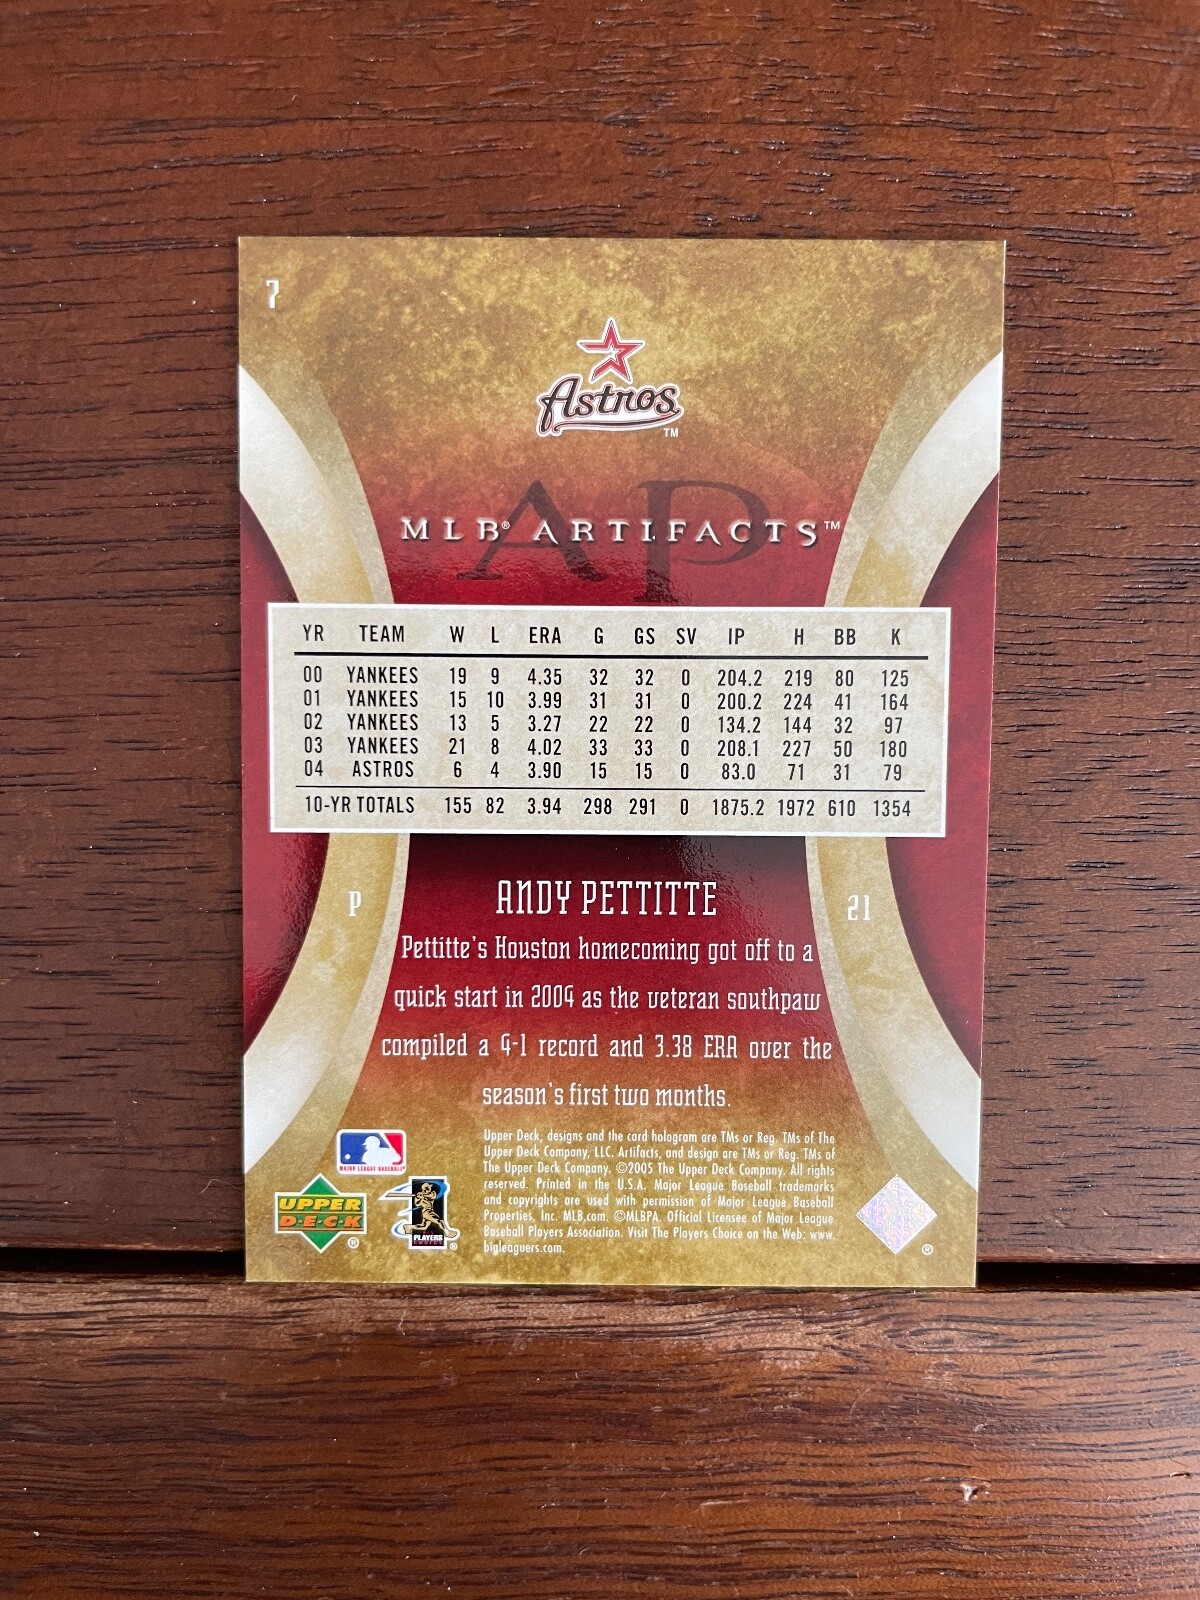 7
Astros
TM
AP
MLB® ARTIFACTS™
YR TEAM W L ERA G GS SV IP H BB K
00 YANKEES 19 9 4.35 32 32 0 204.2 219 80 125
01 YANKEES 15 10 3.99 31 31 0 200.2 224 41 164
02 YANKEES 13 5 3.27 22 22 0 134.2 144 32 97
03 YANKEES 21 8 4.02 33 33 0 208.1 227 50 180
04 ASTROS 6 4 3.90 15 15 0 83.0 71 31 79
10-YR TOTALS 155 82 3.94 298 291 0 1875.2 1972 610 1354
P ANDY PETTITTE 21
Pettitte's Houston homecoming got off to a
quick start in 2004 as the veteran southpaw
compiled a 4-1 record and 3.38 ERA over the
season's first two months.
MAJOR LEAGUE BASEBALL
UPPER
D·E·C·K
®
PLAYERS
CHOICE
®
Upper Deck, designs and the card hologram are TMs or Reg. TMs of The
Upper Deck Company, LLC. Artifacts, and design are TMs or Reg. TMs of
The Upper Deck Company. ©2005 The Upper Deck Company. All rights
reserved. Printed in the U.S.A. Major League Baseball trademarks
and copyrights are used with permission of Major League Baseball
Properties, Inc. MLB.com. ©MLBPA. Official Licensee of Major League
Baseball Players Association. Visit The Players Choice on the Web: www.
bigleaguers.com.
®